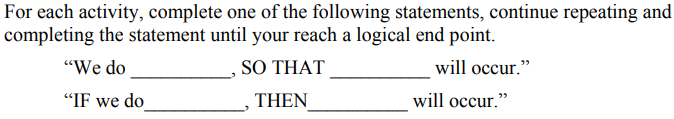 For each activity, complete one of the following statements, continue repeating and
completing the statement until your reach a logical end point.
“We do __________, SO THAT __________ will occur.”
“IF we do__________, THEN__________ will occur.”